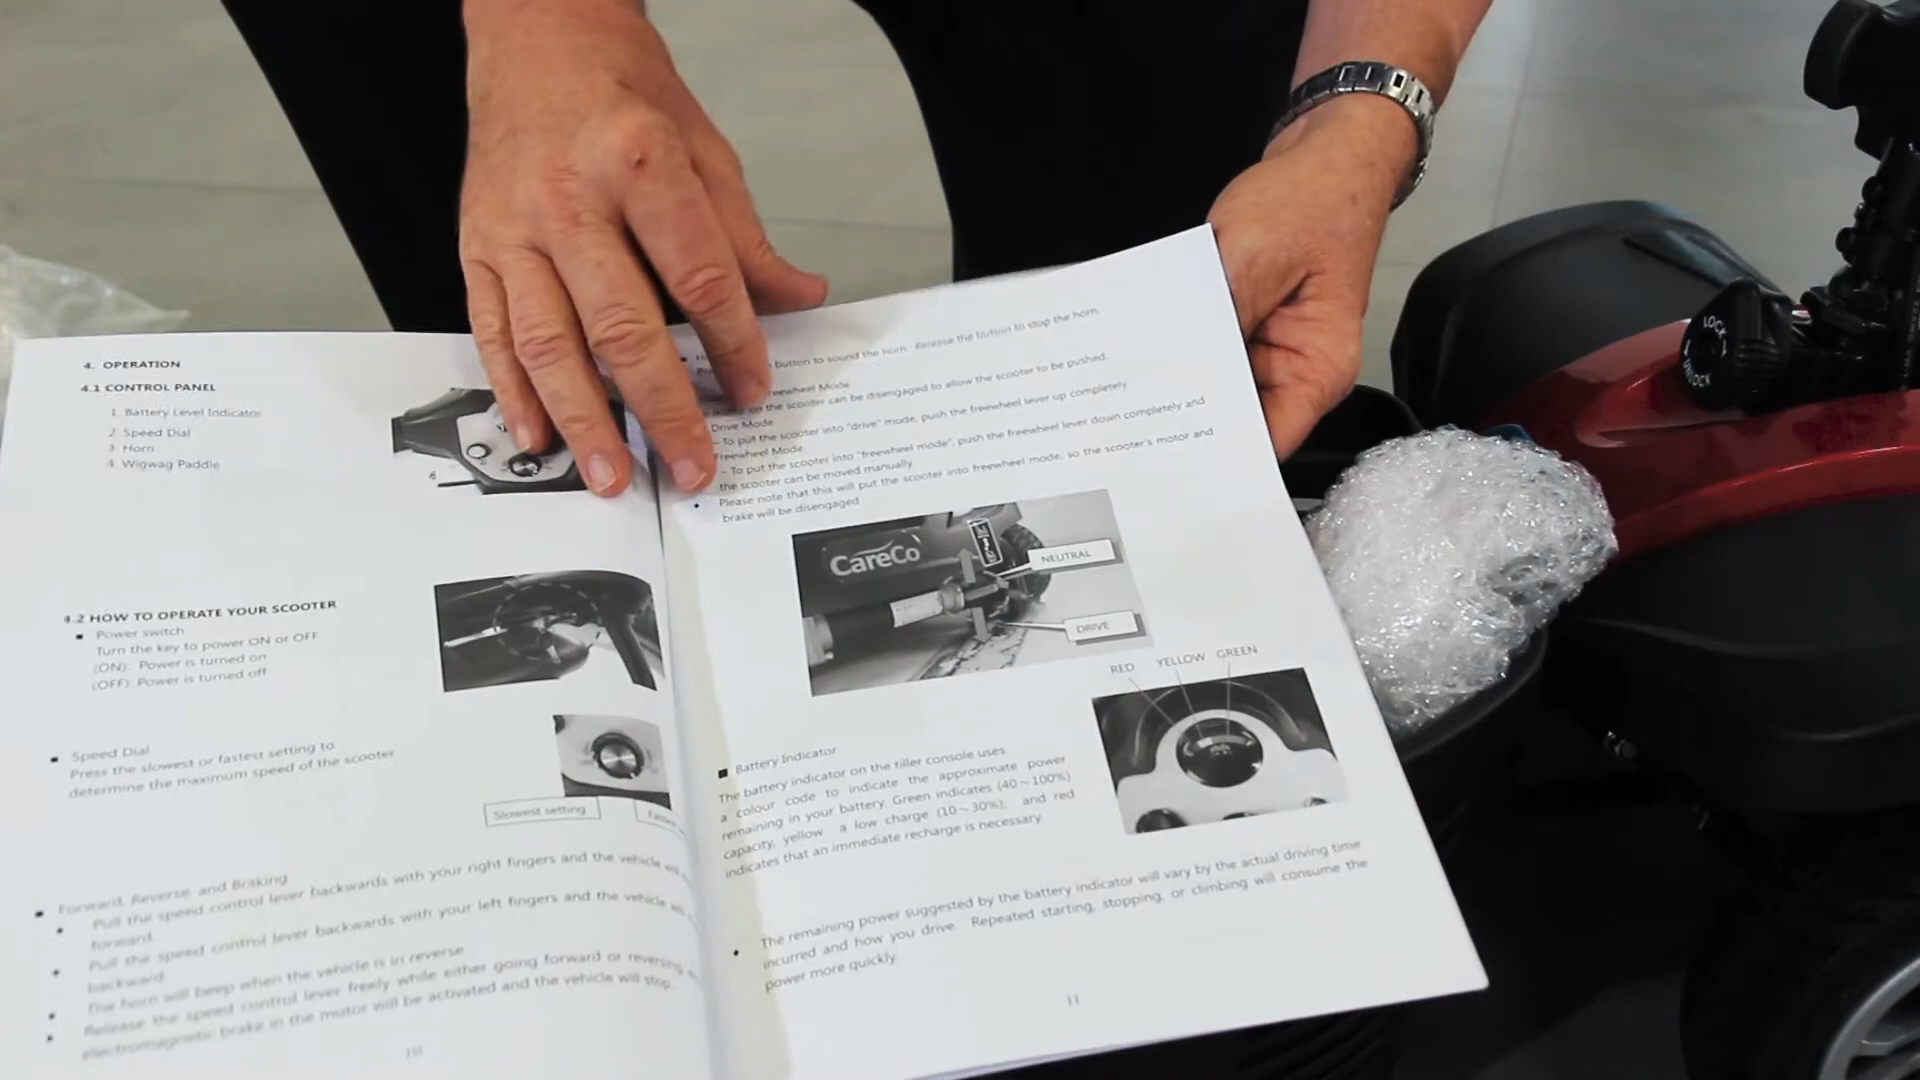 4. OPERATION
4.1 CONTROL PANEL
1. Battery Level Indicator
2. Speed Dial
3. Horn
4. Wigwag Paddle
4.2 HOW TO OPERATE YOUR SCOOTER
■ Power switch
Turn the key to power ON or OFF
(ON): Power is turned on
(OFF): Power is turned off
■ Speed Dial
Press the slowest or fastest setting to
determine the maximum speed of the scooter
Slowest setting
■ Forward, Reverse and Braking
• Pull the speed control lever backwards with your right fingers and the vehicle will
forward.
• Pull the speed control lever backwards with your left fingers and the vehicle will
backward
• The horn will beep when the vehicle is in reverse
• Release the speed control lever freely while either going forward or reversing
electromagnetic brake in the motor will be activated and the vehicle will stop.
10
button to sound the horn. Release the button to stop the horn.
Freewheel Mode
on the scooter can be disengaged to allow the scooter to be pushed.
Drive Mode
– To put the scooter into "drive" mode, push the freewheel lever up completely
Freewheel Mode
– To put the scooter into "freewheel mode", push the freewheel lever down completely and
the scooter can be moved manually.
• Please note that this will put the scooter into freewheel mode, so the scooter's motor and
brake will be disengaged
CareCo
NEUTRAL
DRIVE
RED YELLOW GREEN
■ Battery Indicator
The battery indicator on the tiller console uses
a colour code to indicate the approximate power
remaining in your battery Green indicates (40~100%)
capacity, yellow a low charge (10~30%); and red
indicates that an immediate recharge is necessary.
• The remaining power suggested by the battery indicator will vary by the actual driving time
incurred and how you drive. Repeated starting, stopping, or climbing will consume the
power more quickly.
11
LOCK
UNLOCK